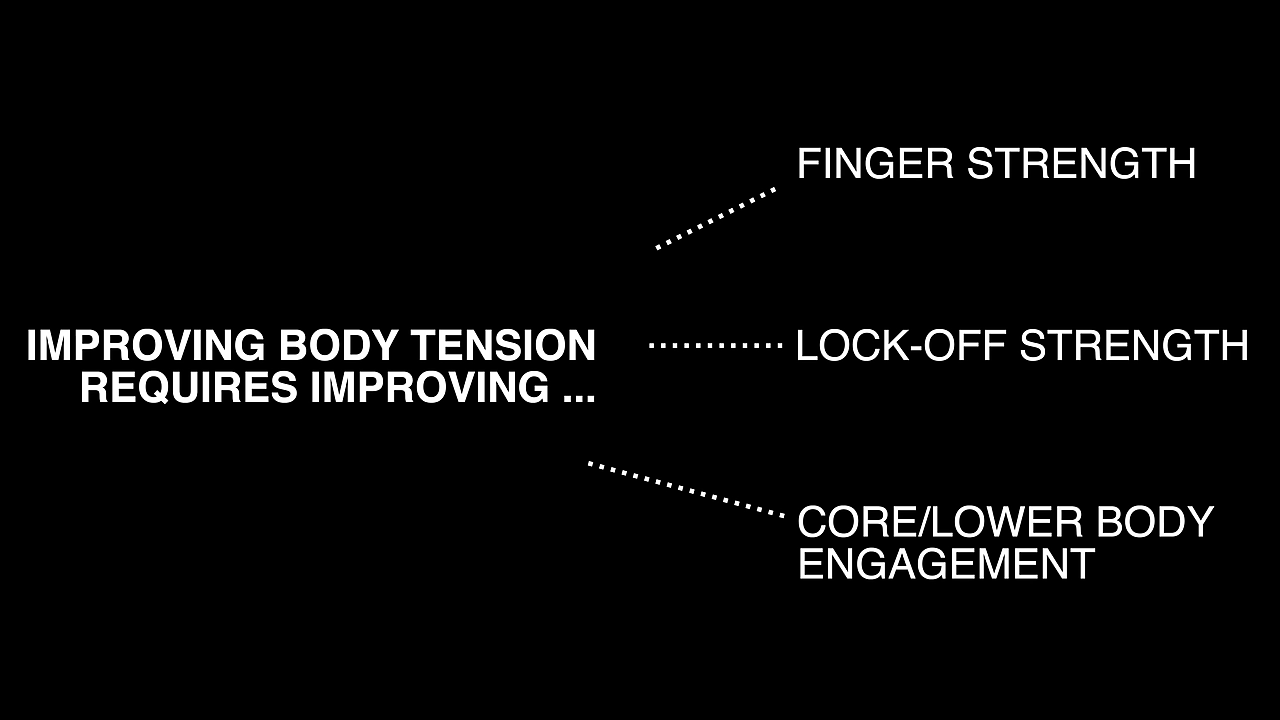 IMPROVING BODY TENSION
REQUIRES IMPROVING ...
FINGER STRENGTH
LOCK-OFF STRENGTH
CORE/LOWER BODY
ENGAGEMENT